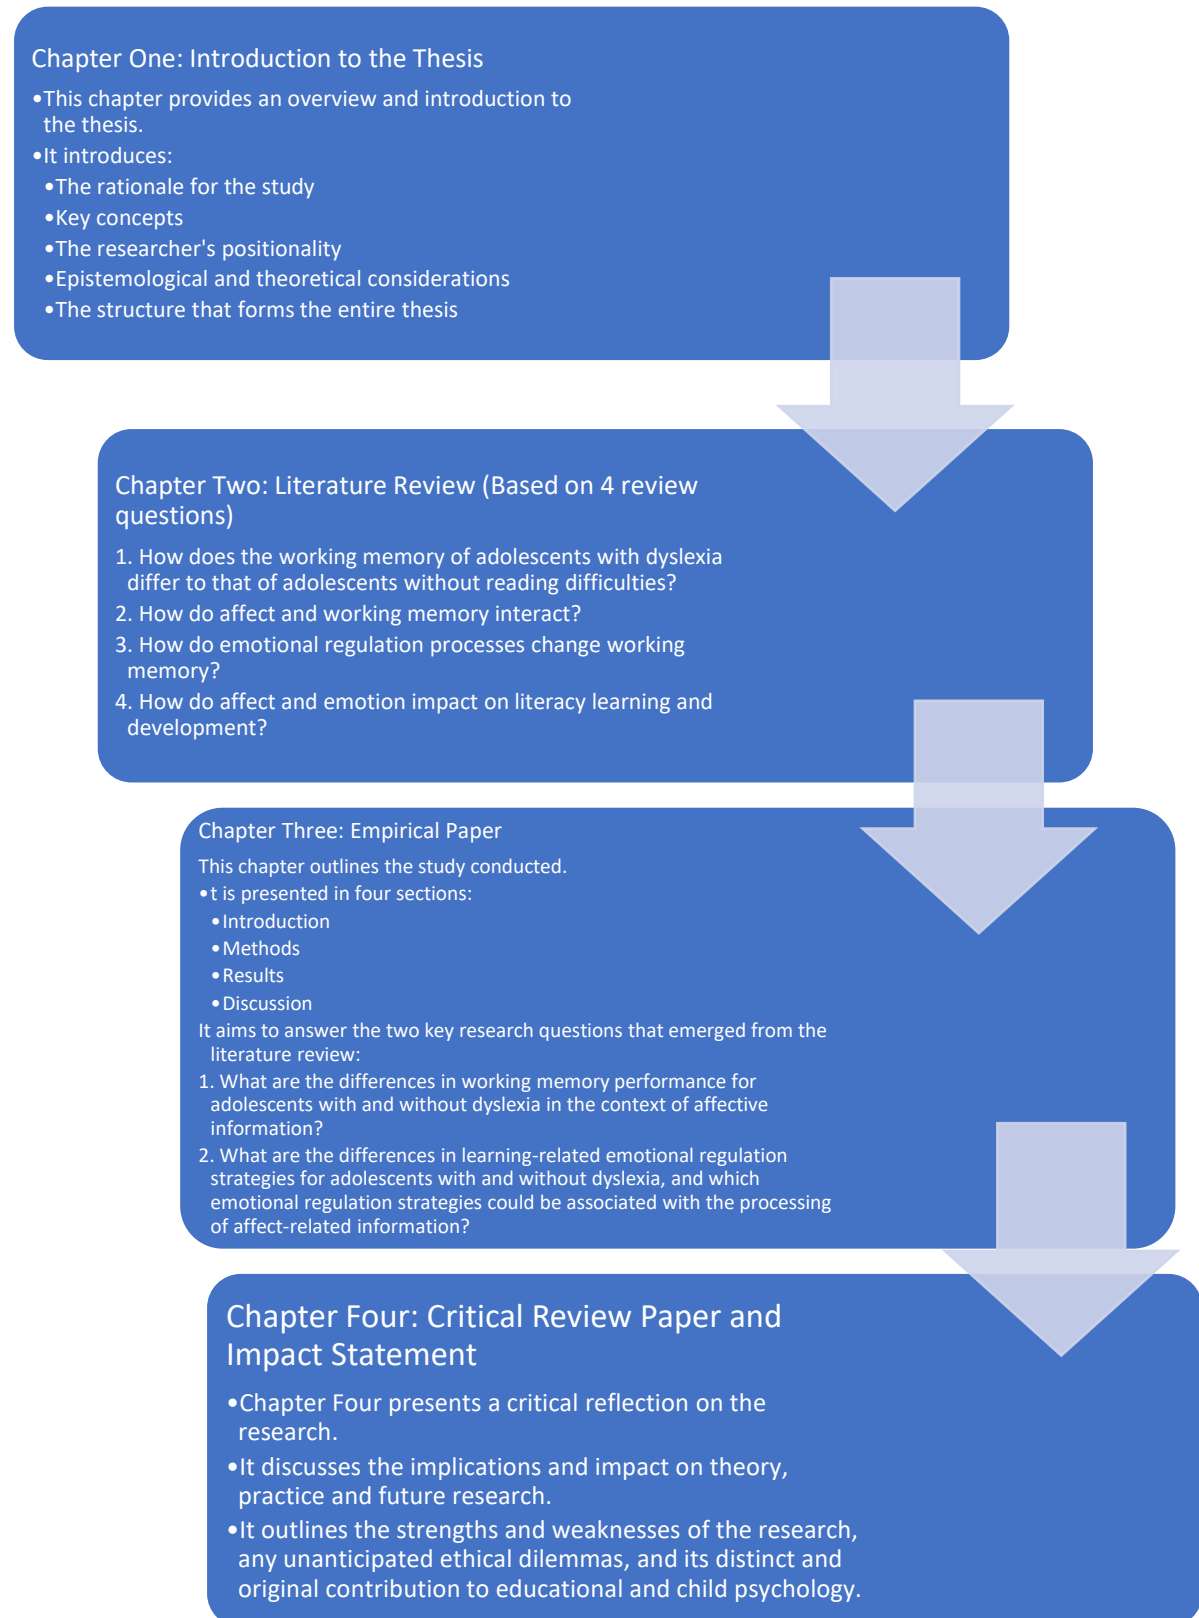 Chapter One: Introduction to the Thesis
•This chapter provides an overview and introduction to
the thesis.
•It introduces:
•The rationale for the study
•Key concepts
•The researcher's positionality
•Epistemological and theoretical considerations
•The structure that forms the entire thesis
Chapter Two: Literature Review (Based on 4 review
questions)
1. How does the working memory of adolescents with dyslexia
differ to that of adolescents without reading difficulties?
2. How do affect and working memory interact?
3. How do emotional regulation processes change working
memory?
4. How do affect and emotion impact on literacy learning and
development?
Chapter Three: Empirical Paper
This chapter outlines the study conducted.
•t is presented in four sections:
•Introduction
•Methods
•Results
•Discussion
It aims to answer the two key research questions that emerged from the
literature review:
1. What are the differences in working memory performance for
adolescents with and without dyslexia in the context of affective
information?
2. What are the differences in learning-related emotional regulation
strategies for adolescents with and without dyslexia, and which
emotional regulation strategies could be associated with the processing
of affect-related information?
Chapter Four: Critical Review Paper and
Impact Statement
•Chapter Four presents a critical reflection on the
research.
•It discusses the implications and impact on theory,
practice and future research.
•It outlines the strengths and weaknesses of the research,
any unanticipated ethical dilemmas, and its distinct and
original contribution to educational and child psychology.